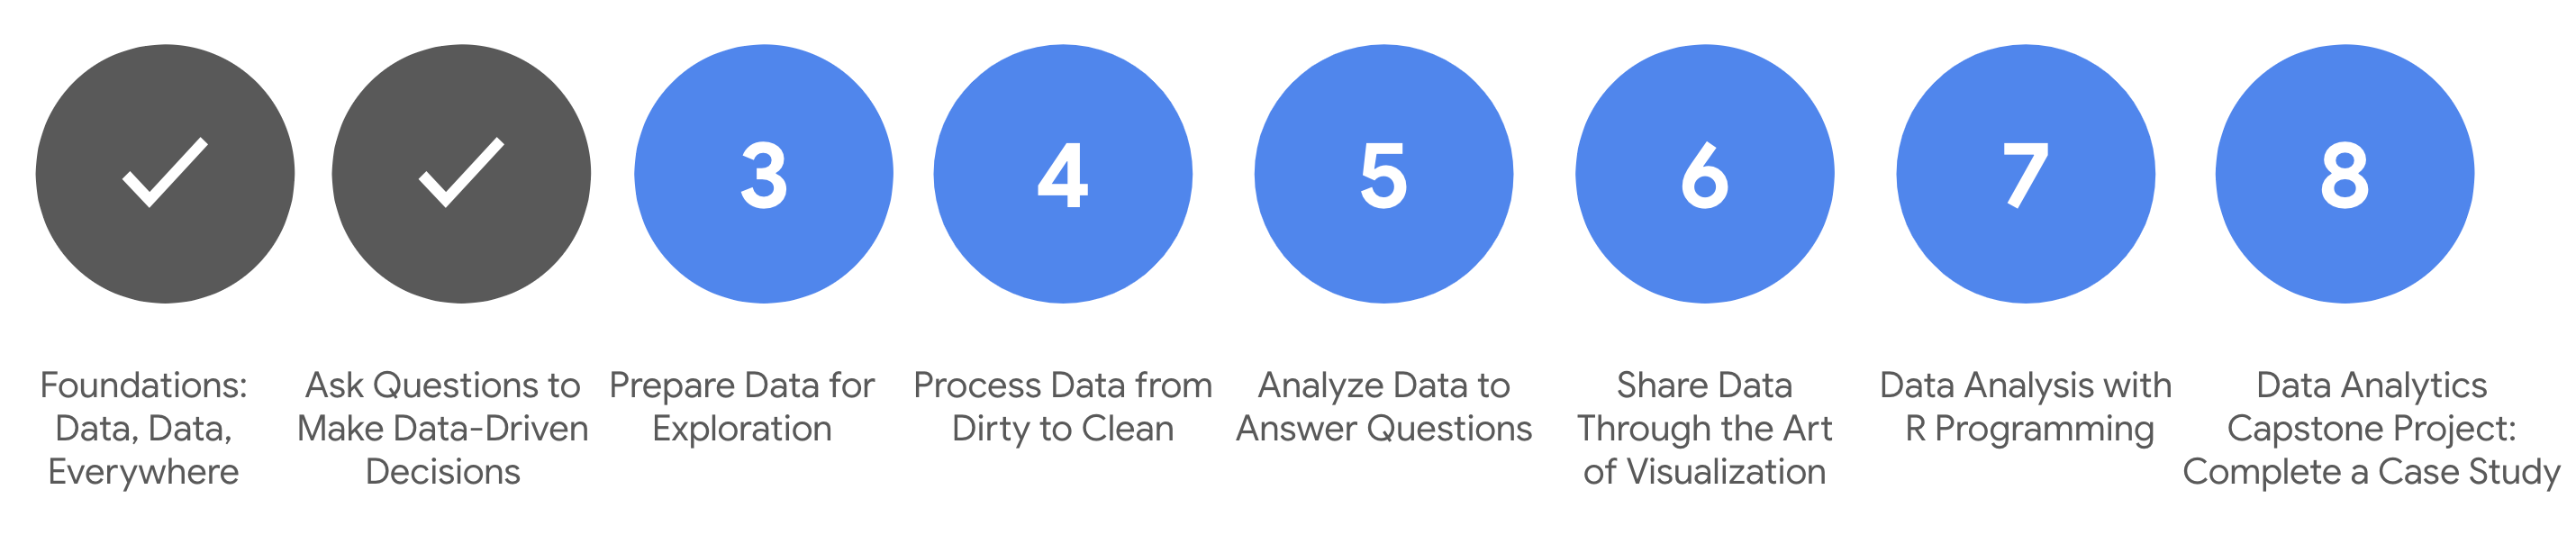 3
4
5
6
7
8
Foundations:
Data, Data,
Everywhere
Ask Questions to
Make Data-Driven
Decisions
Prepare Data for
Exploration
Process Data from
Dirty to Clean
Analyze Data to
Answer Questions
Share Data
Through the Art
of Visualization
Data Analysis with
R Programming
Data Analytics
Capstone Project:
Complete a Case Study